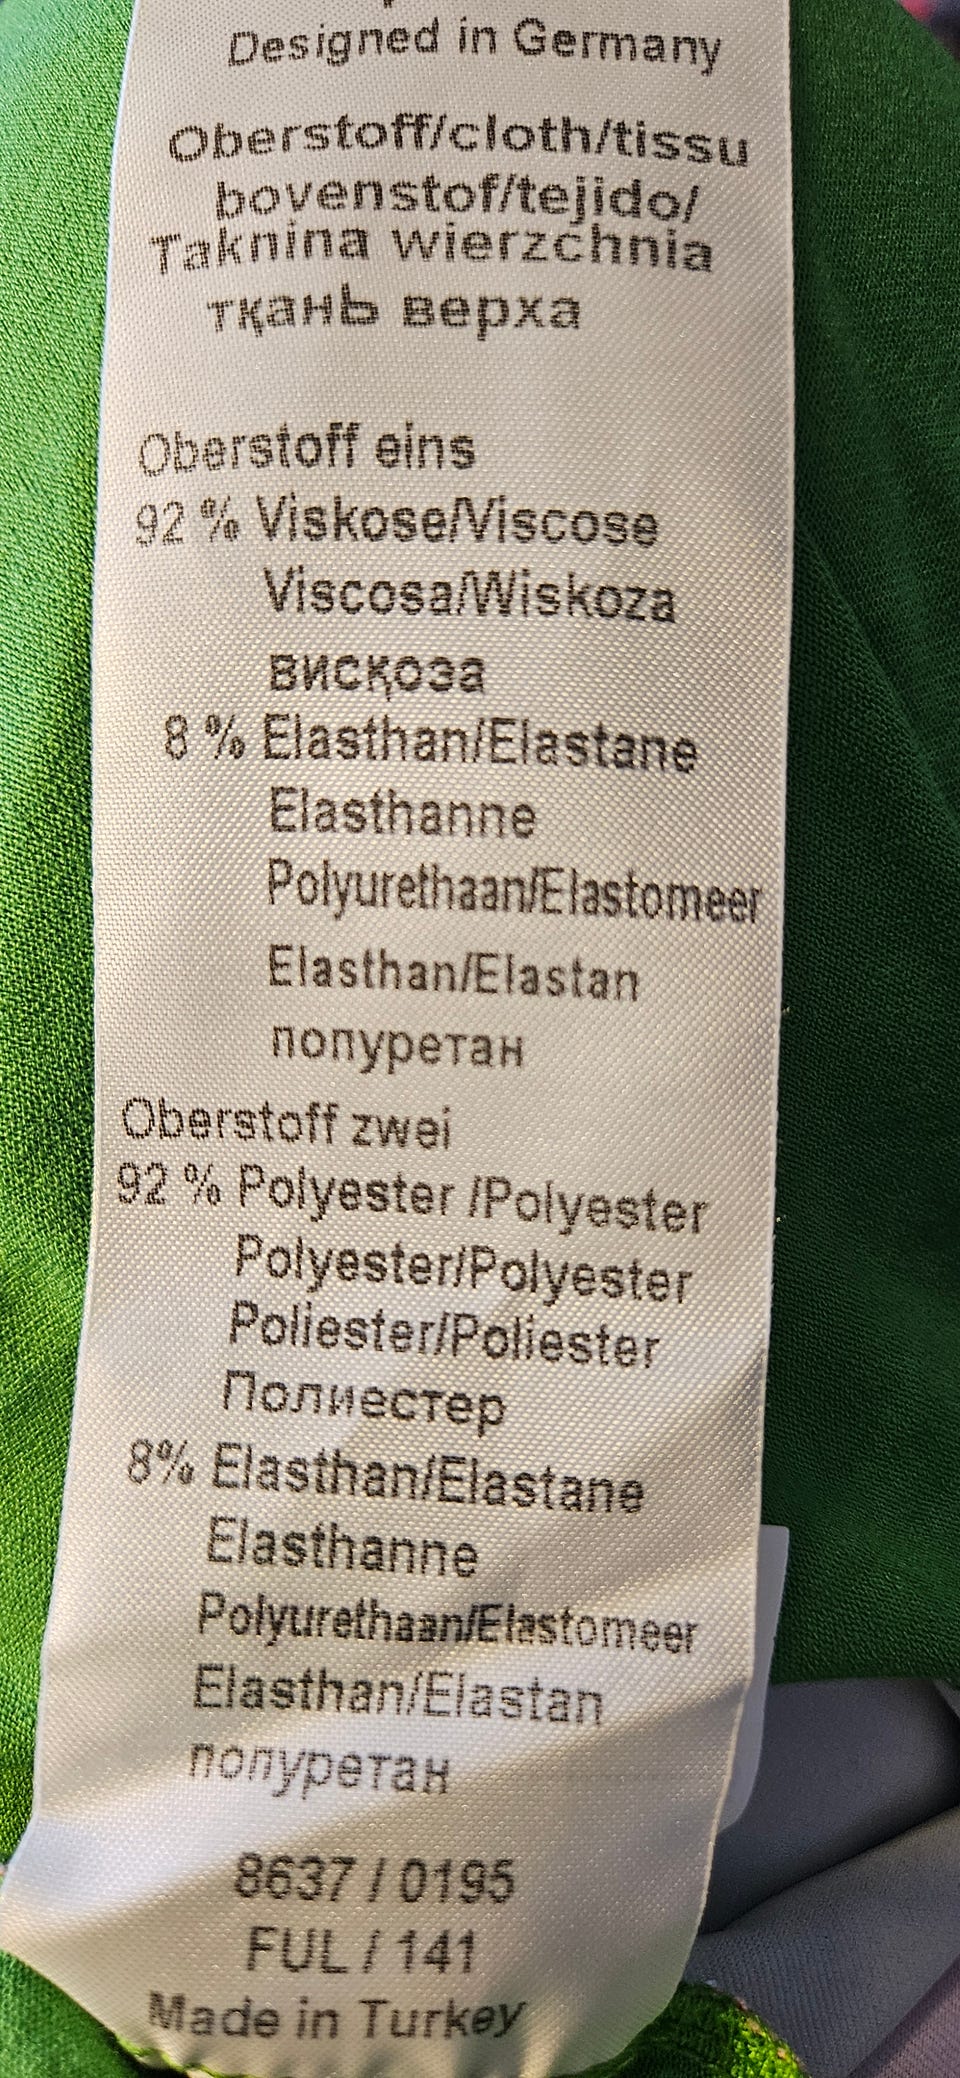 Designed in Germany
Oberstoff/cloth/tissu
bovenstof/tejido/
Taknina wierzchnia
тқань верха
Oberstoff eins
92 % Viskose/Viscose
Viscosa/Wiskoza
висқоза
8 % Elasthan/Elastane
Elasthanne
Polyurethaan/Elastomeer
Elasthan/Elastan
попуретан
Oberstoff zwei
92 % Polyester /Polyester
Polyester/Polyester
Poliester/Poliester
Полиестер
8% Elasthan/Elastane
Elasthanne
Polyurethaan/Elastomeer
Elasthan/Elastan
попуретан
8637 / 0195
FUL / 141
Made in Turkey